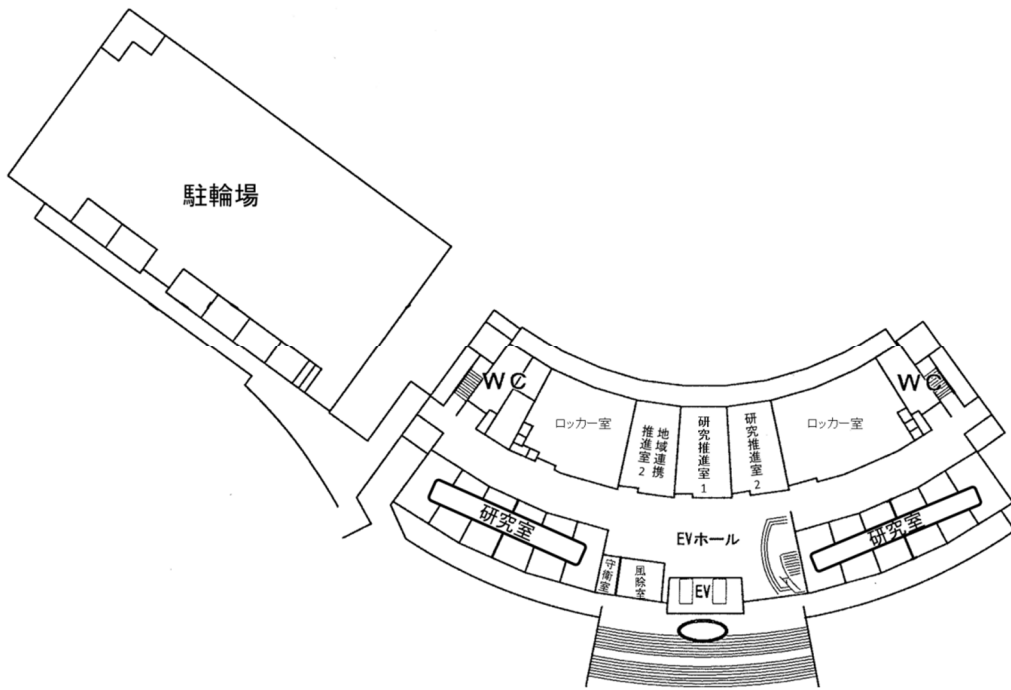 駐輪場
WC
WC
ロッカー室
地域連携
推進室2
研究推進室1
研究推進室2
ロッカー室
研究室
研究室
EVホール
守衛室
風除室
EV